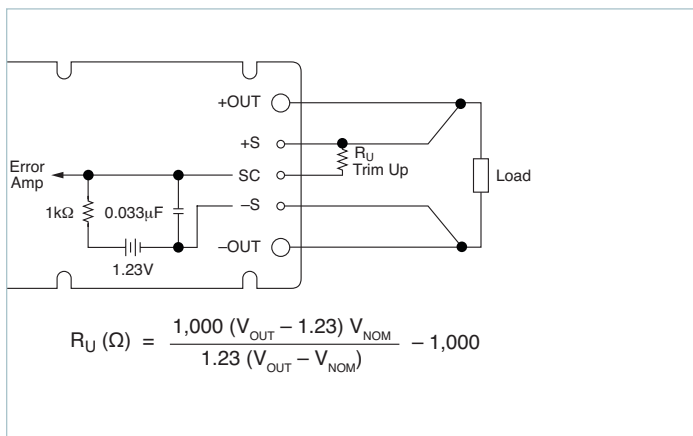 +OUT
+S
R_U
Trim Up
Error
Amp
SC
Load
1kΩ
0.033μF
–S
–OUT
1.23V
R_U (Ω) = 1,000 (V_OUT – 1.23) V_NOM / 1.23 (V_OUT – V_NOM) – 1,000